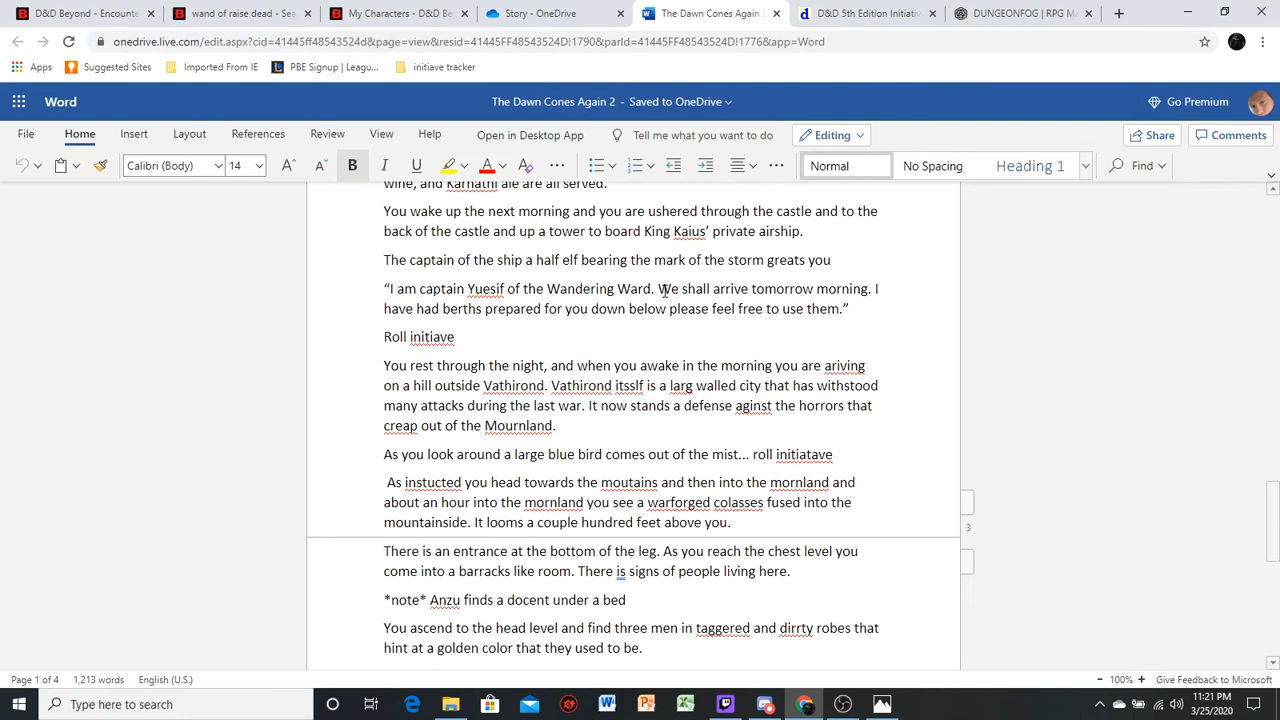 D&D Beyond - Encounte
wand of raise dead - Sea
My Characters - D&D Be
Story - OneDrive
The Dawn Cones Again 2
D&D 5th Edition Initiativ
DUNGEONFOG | RPG M
onedrive.live.com/edit.aspx?cid=41445ff48543524d&page=view&resid=41445FF48543524D!1790&parId=41445FF48543524D!1776&app=Word
Apps
Suggested Sites
Imported From IE
PBE Signup | Leagu...
initiave tracker
Word
The Dawn Cones Again 2 - Saved to OneDrive
Go Premium
File
Home
Insert
Layout
References
Review
View
Help
Open in Desktop App
Tell me what you want to do
Editing
Share
Comments
Calibri (Body)
14
Normal
No Spacing
Heading 1
Find
wine, and Karnathi ale are all served.
You wake up the next morning and you are ushered through the castle and to the
back of the castle and up a tower to board King Kaius’ private airship.
The captain of the ship a half elf bearing the mark of the storm greats you
“I am captain Yuesif of the Wandering Ward. We shall arrive tomorrow morning. I
have had berths prepared for you down below please feel free to use them.”
Roll initiave
You rest through the night, and when you awake in the morning you are ariving
on a hill outside Vathirond. Vathirond itsslf is a larg walled city that has withstood
many attacks during the last war. It now stands a defense aginst the horrors that
creap out of the Mournland.
As you look around a large blue bird comes out of the mist... roll initiatave
As instucted you head towards the moutains and then into the mornland and
about an hour into the mornland you see a warforged colasses fused into the
mountainside. It looms a couple hundred feet above you.
3
There is an entrance at the bottom of the leg. As you reach the chest level you
come into a barracks like room. There is signs of people living here.
*note* Anzu finds a docent under a bed
You ascend to the head level and find three men in taggered and dirrty robes that
hint at a golden color that they used to be.
Page 1 of 4
1,213 words
English (U.S.)
100%
Give Feedback to Microsoft
Type here to search
11:21 PM
3/25/2020